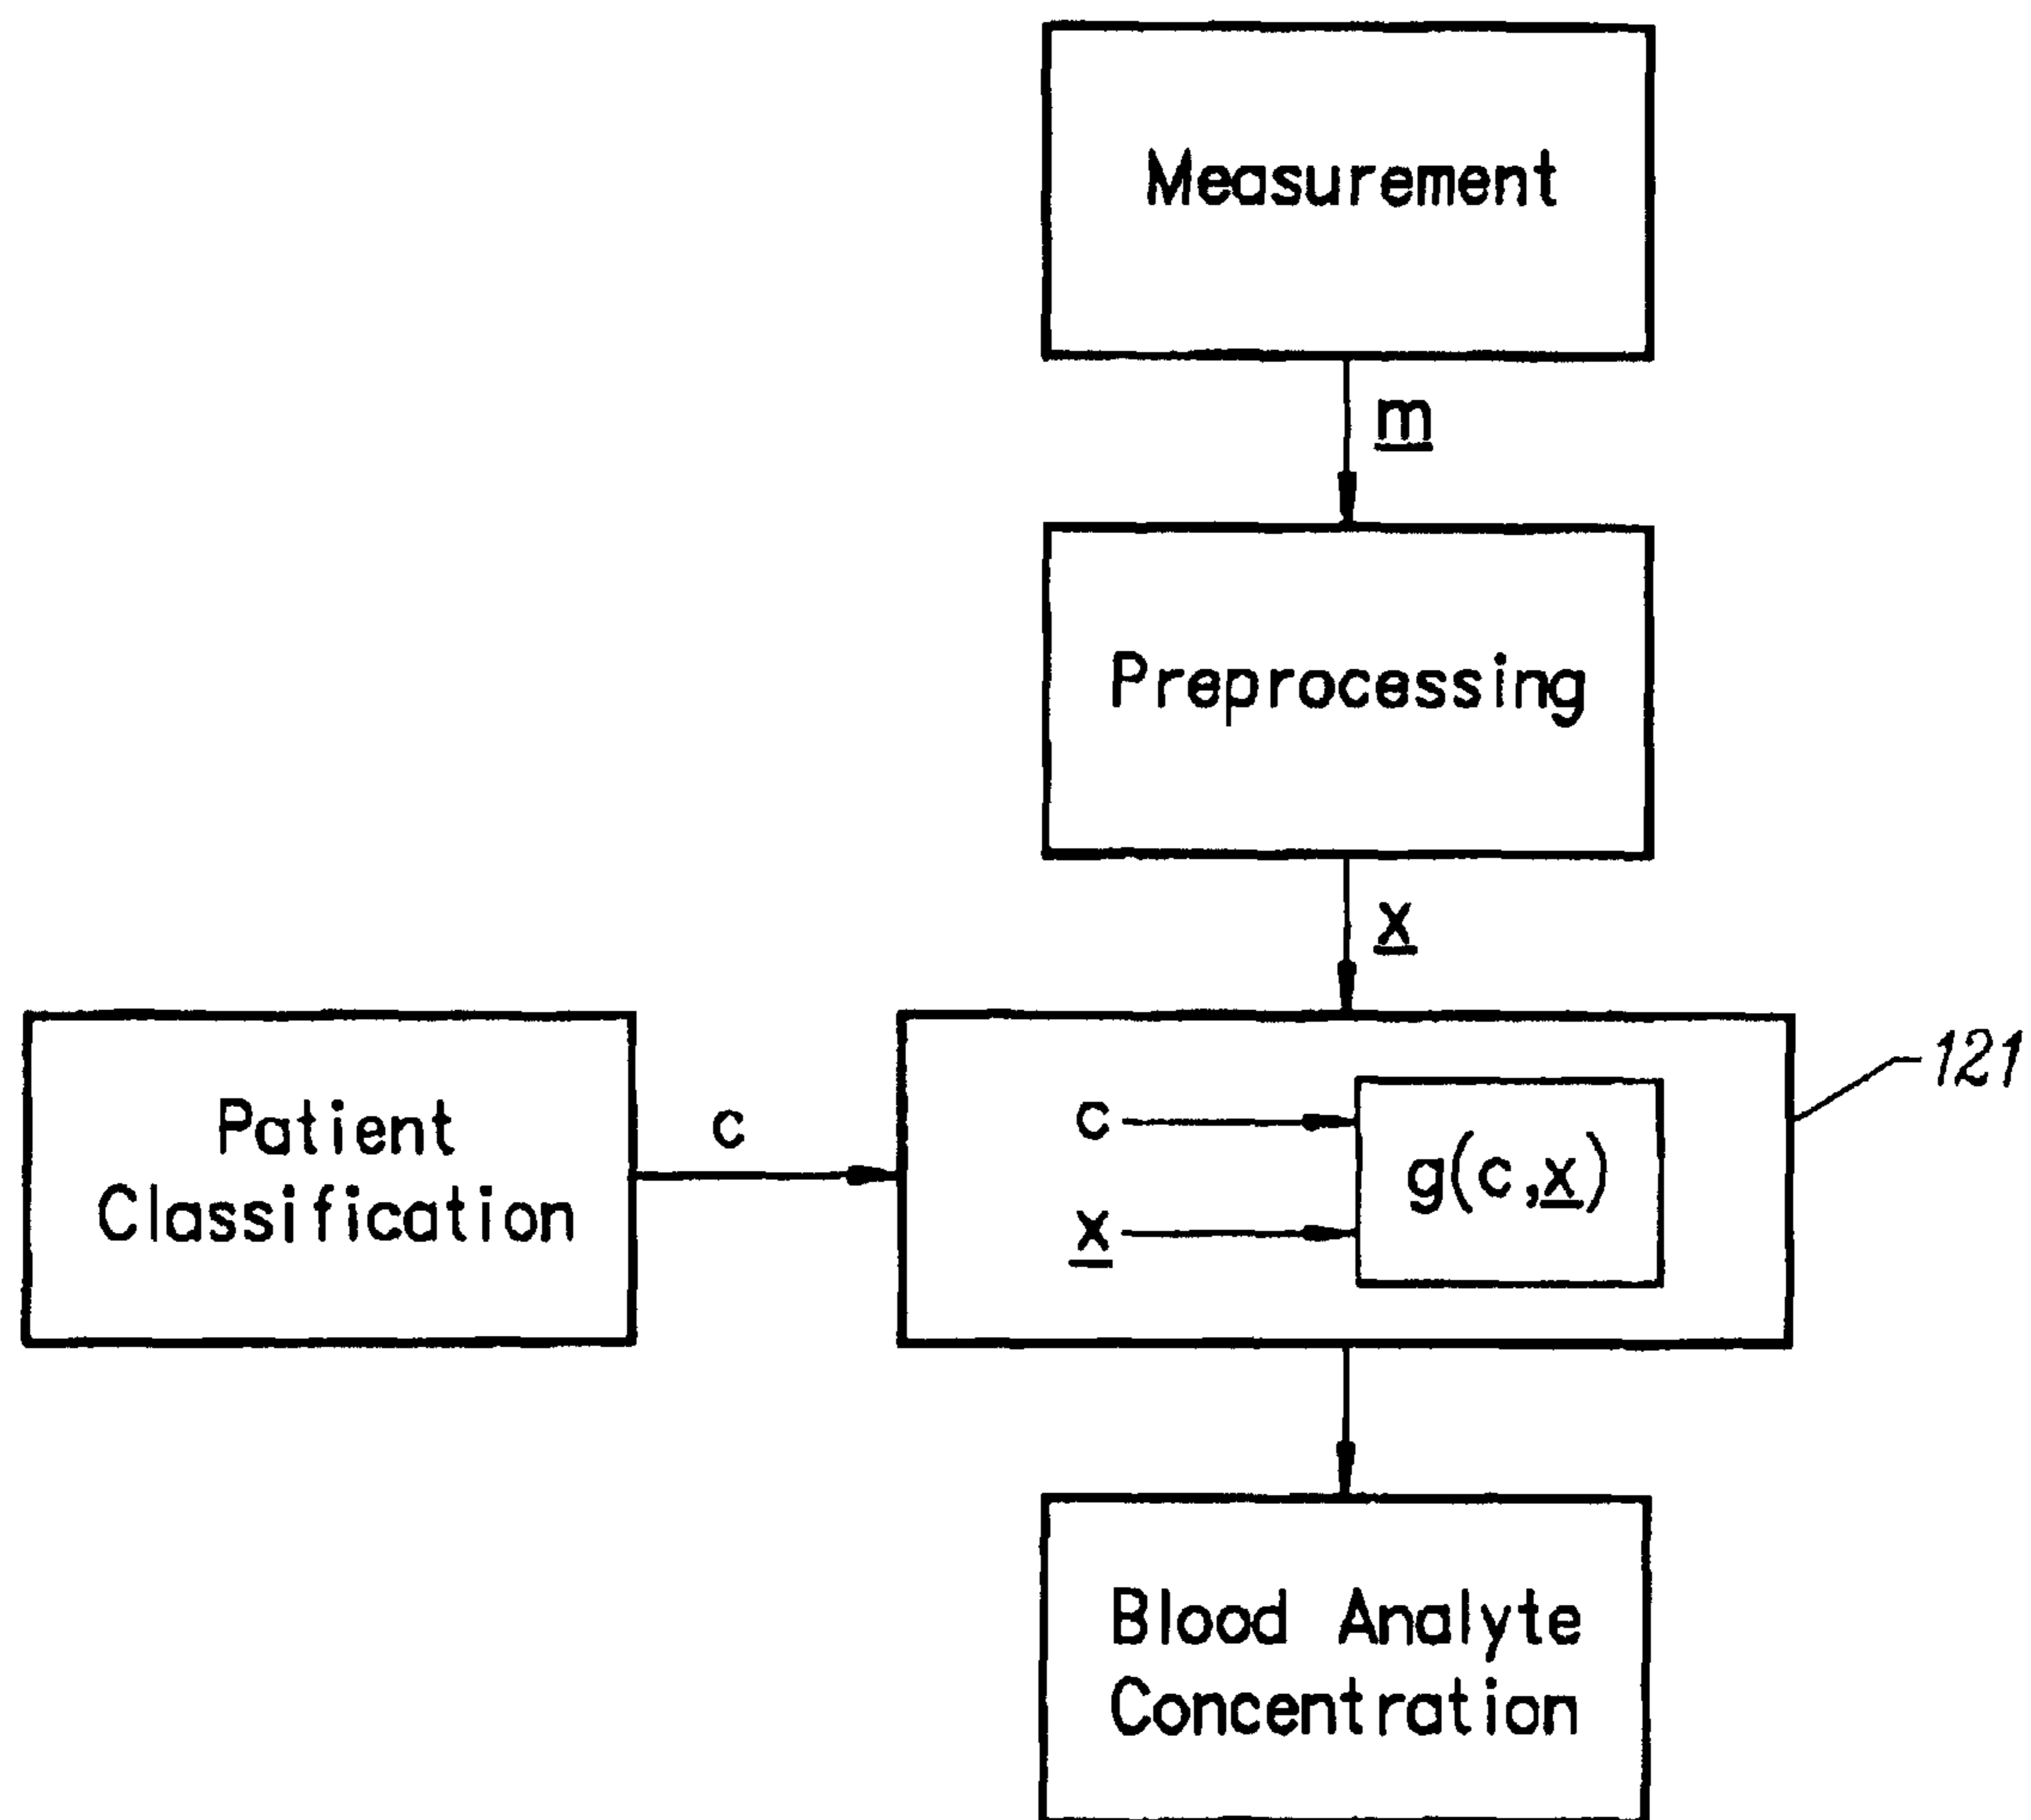 Measurement
m
Preprocessing
x
Patient
Classification
c
c
x
g(c,x)
121
Blood Analyte
Concentration